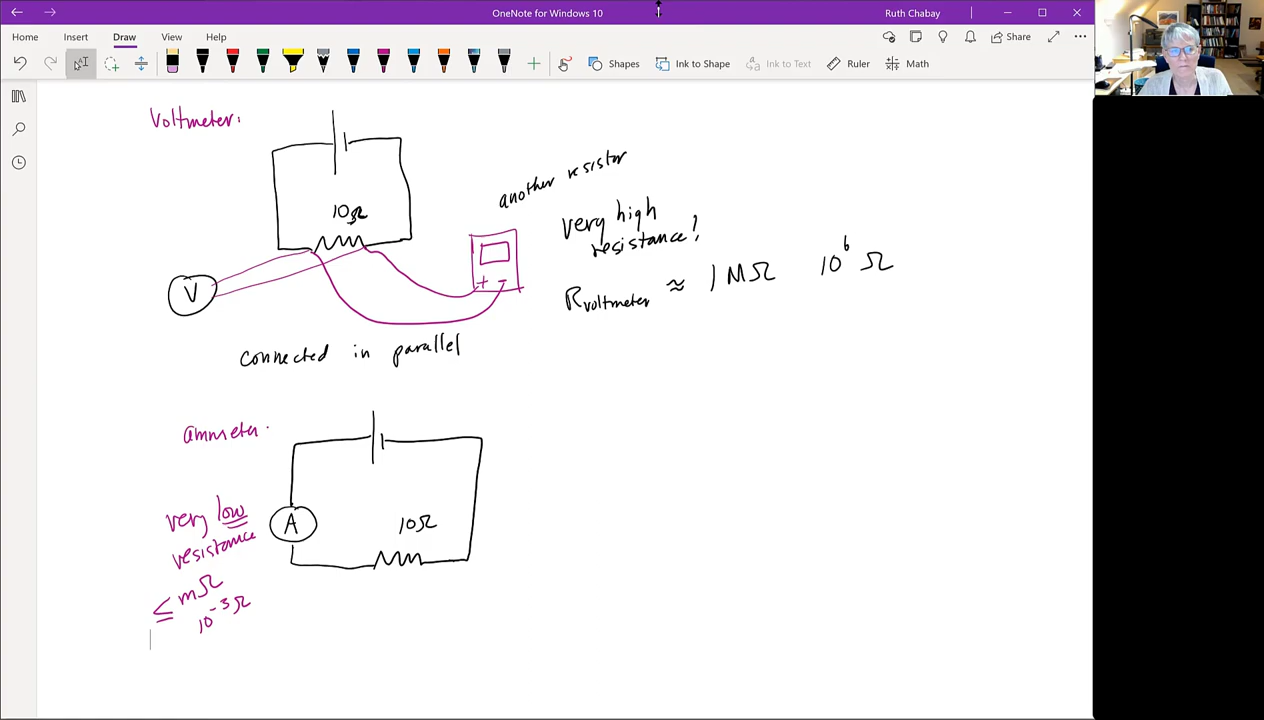 OneNote for Windows 10
Ruth Chabay
Home Insert Draw View Help
Share
Shapes Ink to Shape Ink to Text Ruler Math
Voltmeter:
10Ω
another resistor
very high
resistance!
V
+ -
Rvoltmeter ≈ 1 MΩ 10⁶ Ω
connected in parallel
ammeter.
very low
resistance
A
10Ω
≤ mΩ
10⁻³Ω